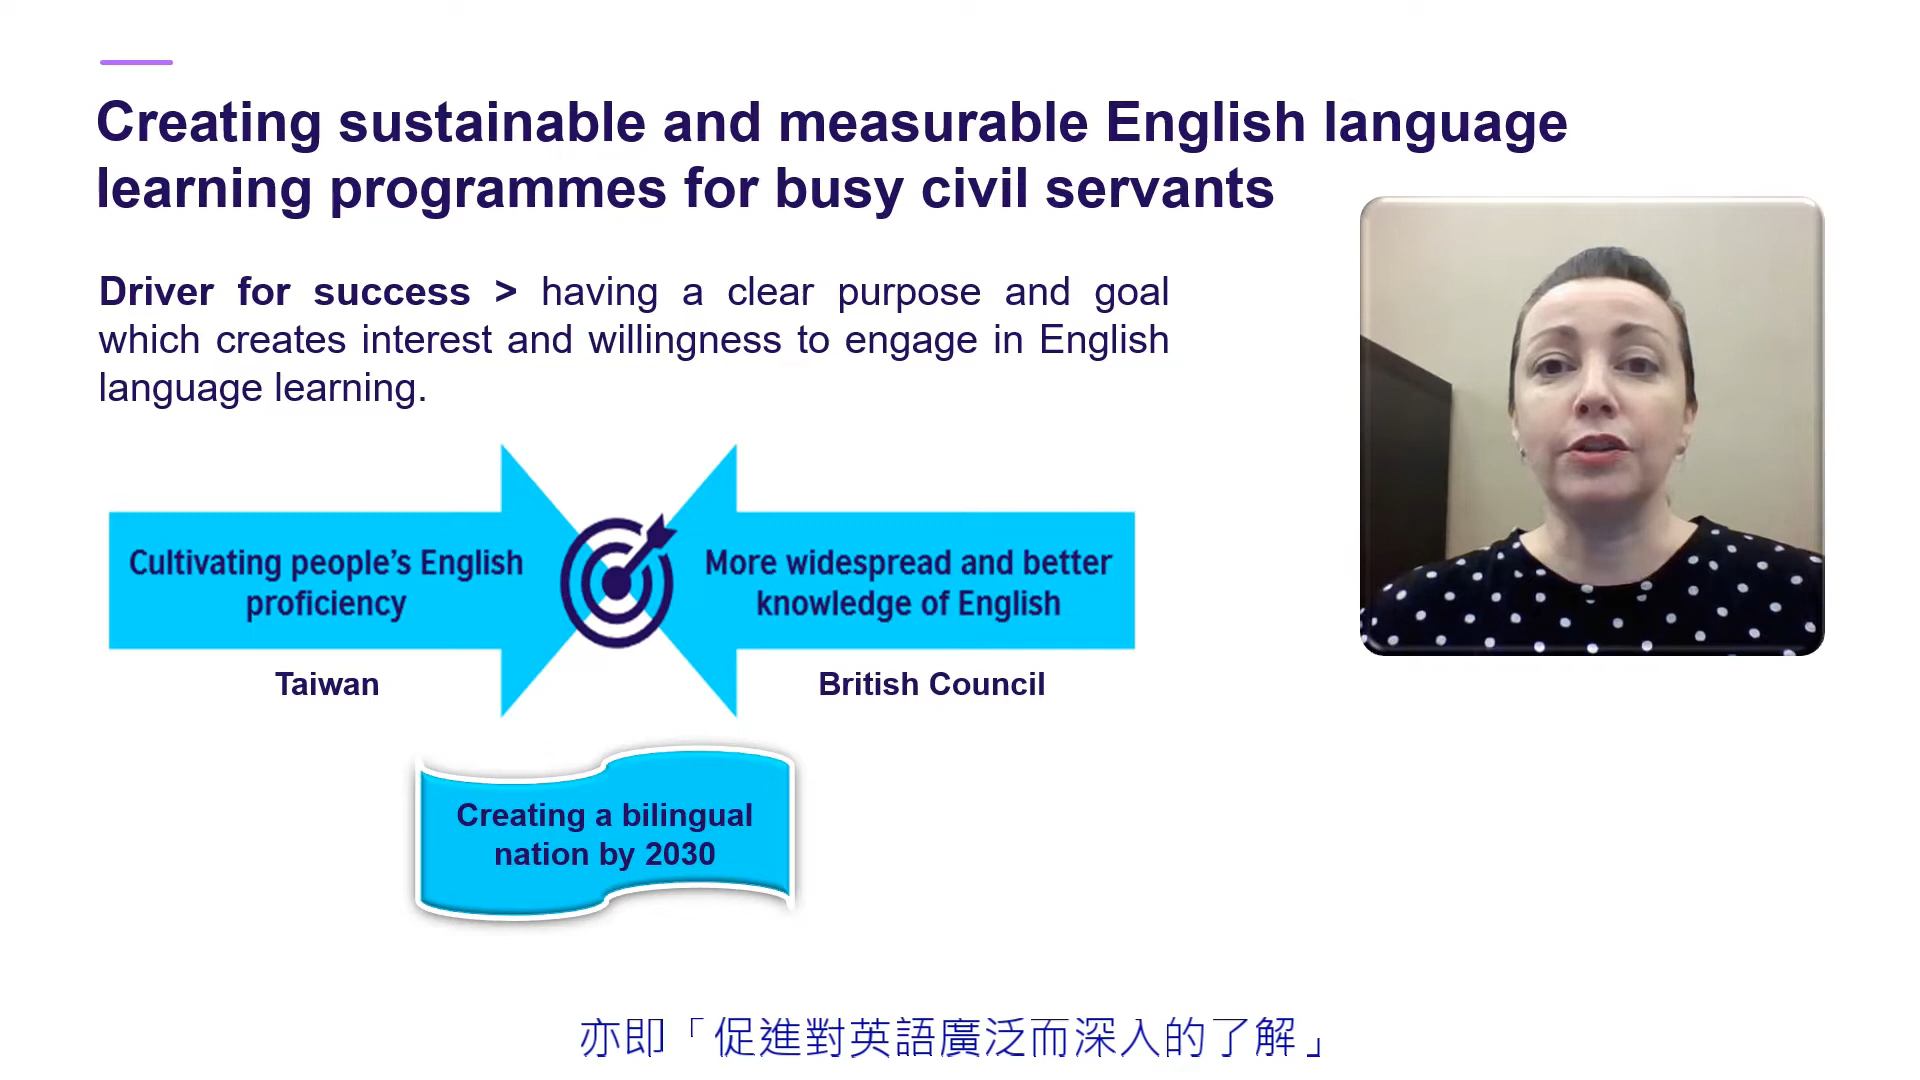 Creating sustainable and measurable English language
learning programmes for busy civil servants
Driver for success > having a clear purpose and goal
which creates interest and willingness to engage in English
language learning.
Cultivating people’s English
proficiency
More widespread and better
knowledge of English
Taiwan
British Council
Creating a bilingual
nation by 2030
亦即「促進對英語廣泛而深入的了解」